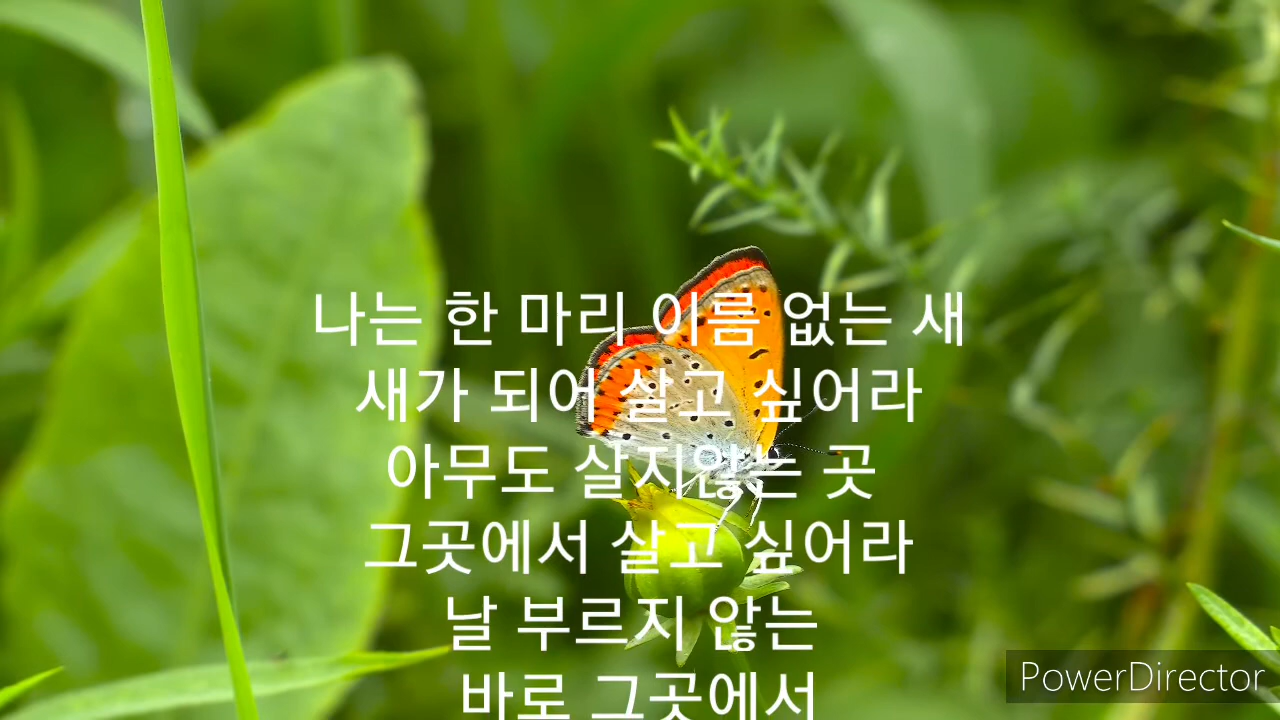 나는 한 마리 이름 없는 새
새가 되어 살고 싶어라
아무도 살지않는 곳
그곳에서 살고 싶어라
날 부르지 않는
바로 그곳에서
PowerDirector